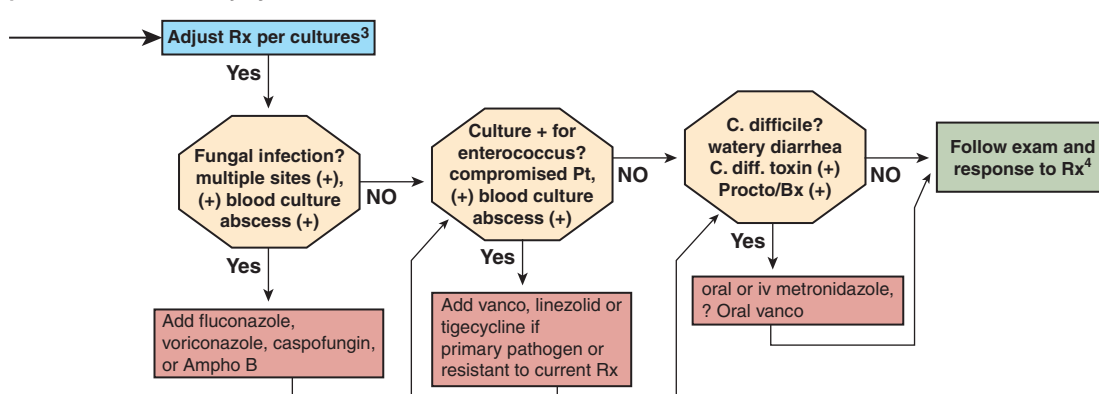 Adjust Rx per cultures3
Yes
Fungal infection?
multiple sites (+),
(+) blood culture
abscess (+)
NO
Yes
Add fluconazole,
voriconazole, caspofungin,
or Ampho B
Culture + for
enterococcus?
compromised Pt,
(+) blood culture
abscess (+)
NO
Yes
Add vanco, linezolid or
tigecycline if
primary pathogen or
resistant to current Rx
C. difficile?
watery diarrhea
C. diff. toxin (+)
Procto/Bx (+)
NO
Yes
oral or iv metronidazole,
? Oral vanco
Follow exam and
response to Rx4